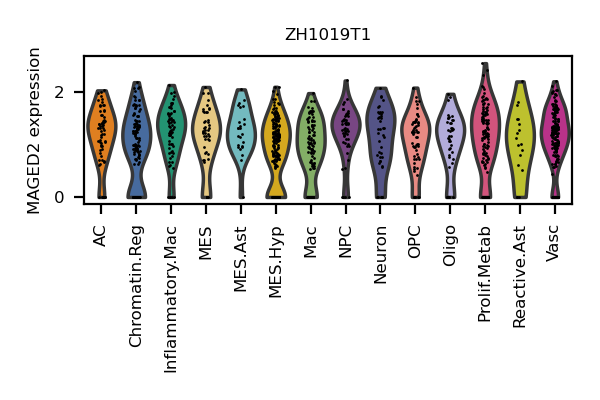 ZH1019T1
MAGED2 expression
2
0
AC
Chromatin.Reg
Inflammatory.Mac
MES
MES.Ast
MES.Hyp
Mac
NPC
Neuron
OPC
Oligo
Prolif.Metab
Reactive.Ast
Vasc